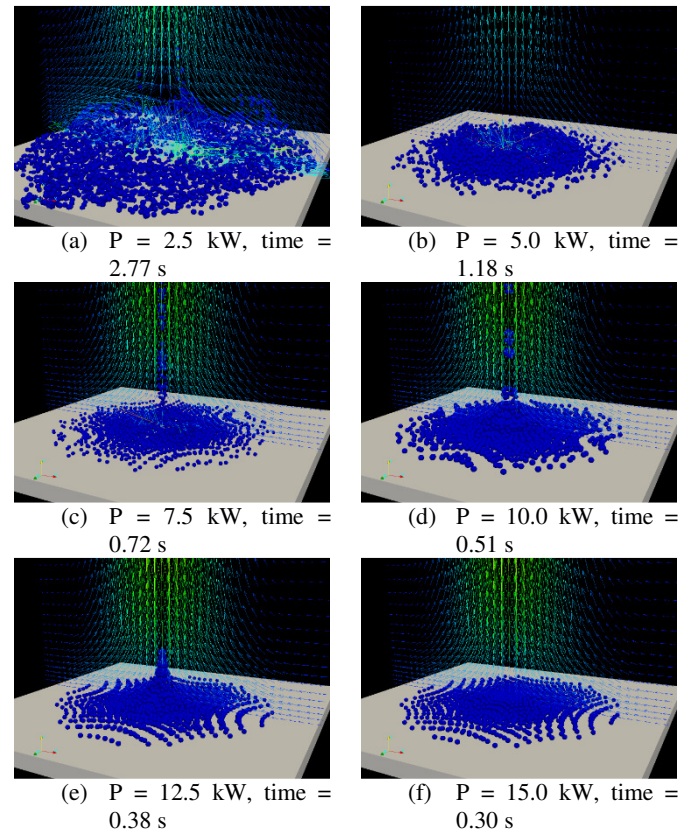 (a) P = 2.5 kW, time =
2.77 s
(b) P = 5.0 kW, time =
1.18 s
(c) P = 7.5 kW, time =
0.72 s
(d) P = 10.0 kW, time =
0.51 s
(e) P = 12.5 kW, time =
0.38 s
(f) P = 15.0 kW, time =
0.30 s